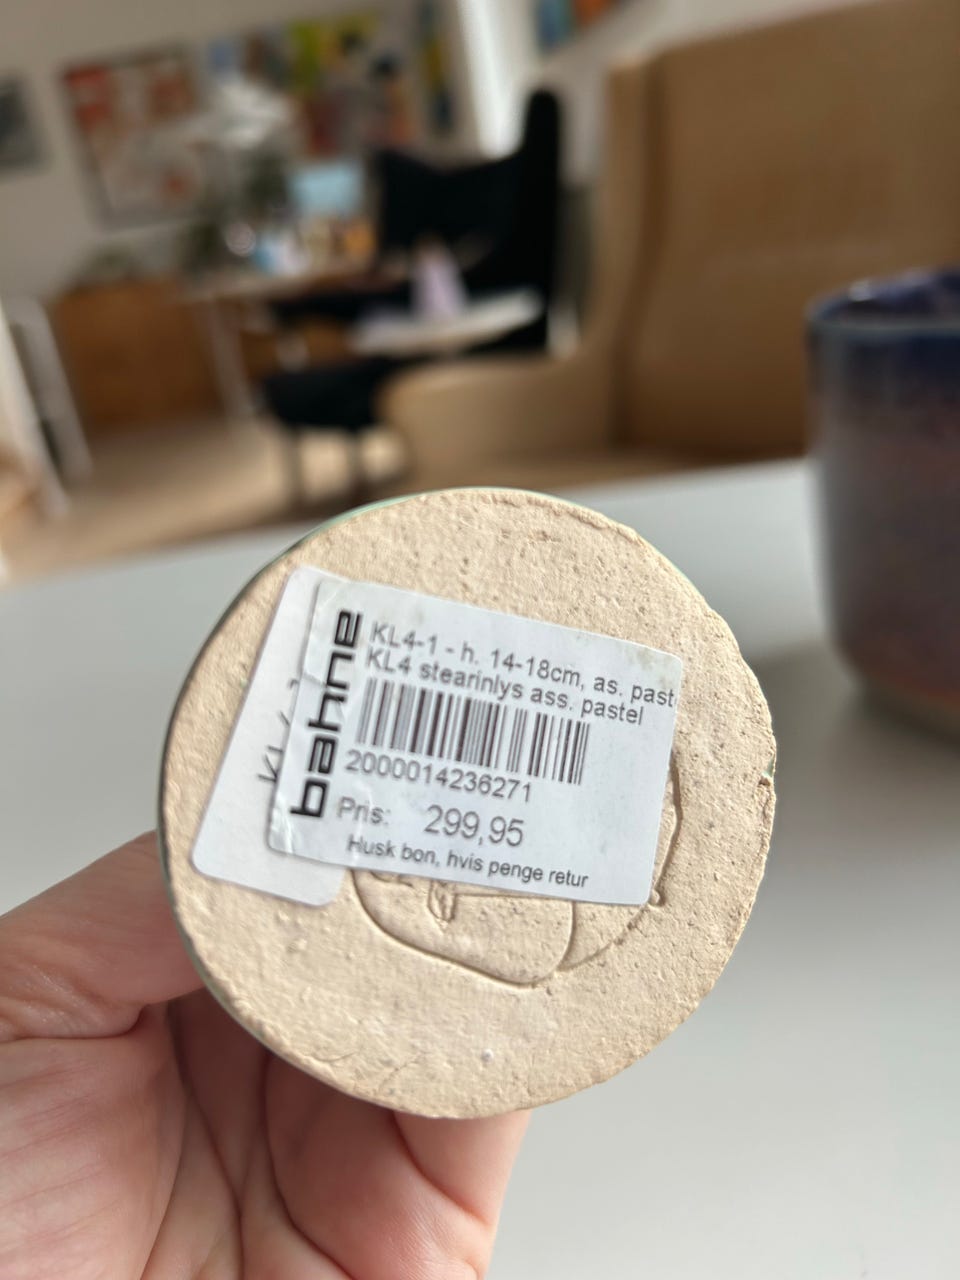 bahne
KL4-1 - h. 14-18cm, as. past
KL4 stearinlys ass. pastel
2000014236271
Pris: 299,95
Husk bon, hvis penge retur